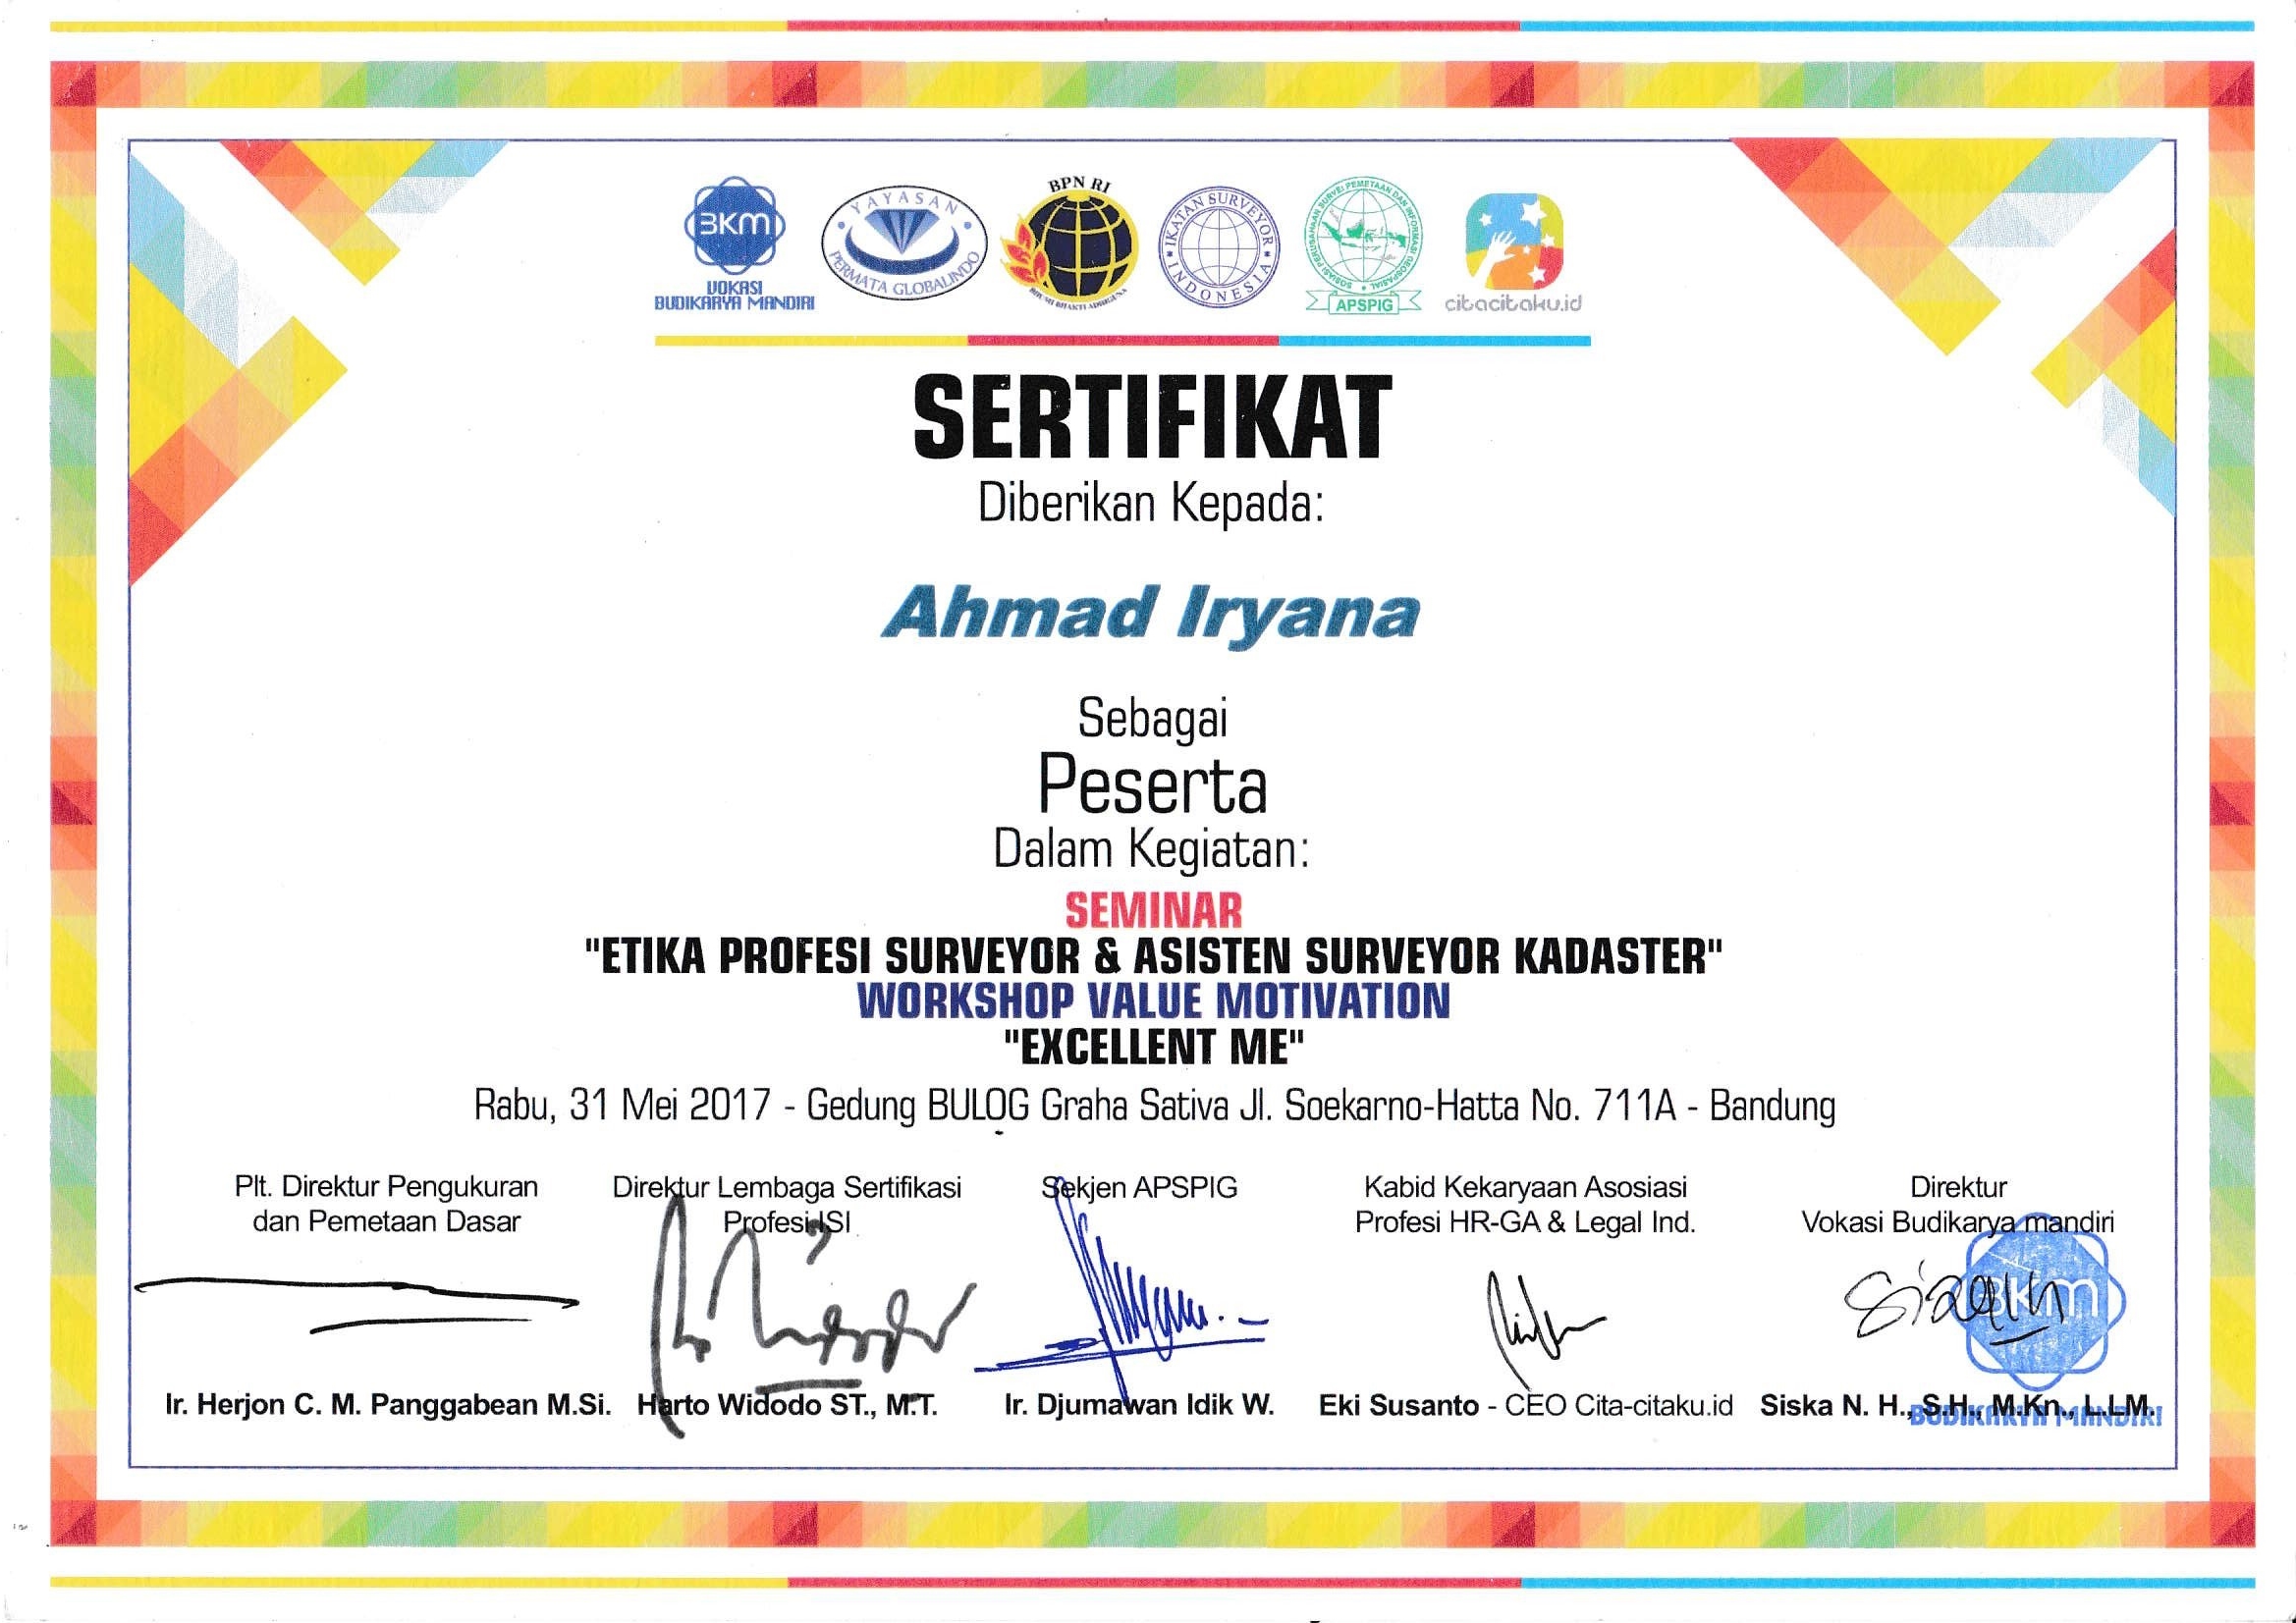 BKM
VOKASI
BUDIKARYA MANDIRI
YAYASAN
PERMATA GLOBALINDO
BPN RI
IKATAN SURVEYOR
INDONESIA
APSPIG
citacitaku.id
SERTIFIKAT
Diberikan Kepada:
Ahmad Iryana
Sebagai
Peserta
Dalam Kegiatan:
SEMINAR
"ETIKA PROFESI SURVEYOR & ASISTEN SURVEYOR KADASTER"
WORKSHOP VALUE MOTIVATION
"EXCELLENT ME"
Rabu, 31 Mei 2017 - Gedung BULOG Graha Sativa Jl. Soekarno-Hatta No. 711A - Bandung
Plt. Direktur Pengukuran
dan Pemetaan Dasar
Ir. Herjon C. M. Panggabean M.Si.
Direktur Lembaga Sertifikasi
Profesi ISI
Harto Widodo ST., M.T.
Sekjen APSPIG
Ir. Djumawan Idik W.
Kabid Kekaryaan Asosiasi
Profesi HR-GA & Legal Ind.
Eki Susanto - CEO Cita-citaku.id
Direktur
Vokasi Budikarya mandiri
BKM
Siska N. H., S.H., M.Kn., L.LM.
BUDIKARYA MANDIRI